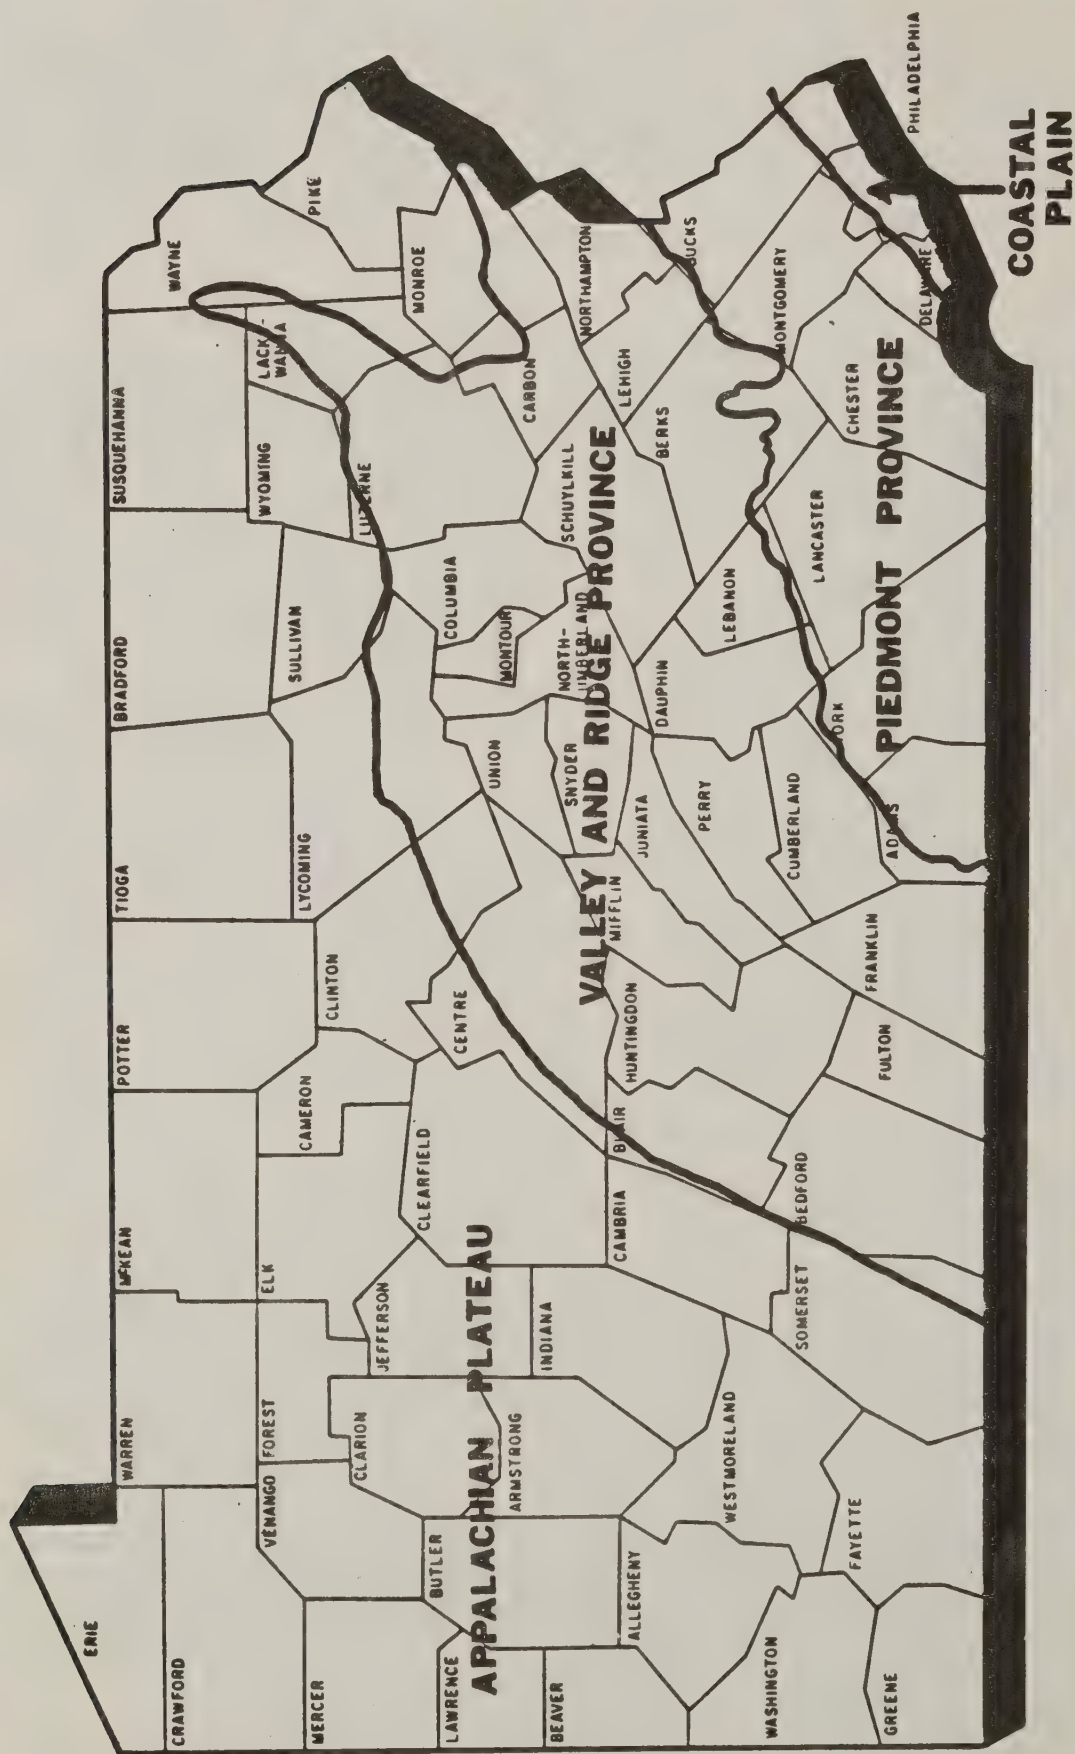 ERIE
CRAWFORD
WARREN
McKEAN
POTTER
TIOGA
BRADFORD
SUSQUEHANNA
WAYNE
PIKE
MERCER
VENANGO
FOREST
ELK
CAMERON
CLINTON
LYCOMING
SULLIVAN
WYOMING
LACK-
WANNA
LUZERNE
MONROE
LAWRENCE
BUTLER
CLARION
JEFFERSON
CLEARFIELD
CENTRE
UNION
MONTOUR
COLUMBIA
CARBON
NORTHAMPTON
APPALACHIAN PLATEAU
BEAVER
ARMSTRONG
INDIANA
SNYDER
NORTH-
UMBERLAND
SCHUYLKILL
LEHIGH
BUCKS
VALLEY AND RIDGE PROVINCE
ALLEGHENY
CAMBRIA
BLAIR
HUNTINGDON
MIFFLIN
JUNIATA
PERRY
DAUPHIN
LEBANON
BERKS
MONTGOMERY
WASHINGTON
WESTMORELAND
SOMERSET
BEDFORD
CUMBERLAND
YORK
LANCASTER
CHESTER
DELAWARE
PHILADELPHIA
GREENE
FAYETTE
FULTON
FRANKLIN
ADAMS
PIEDMONT PROVINCE
COASTAL
PLAIN